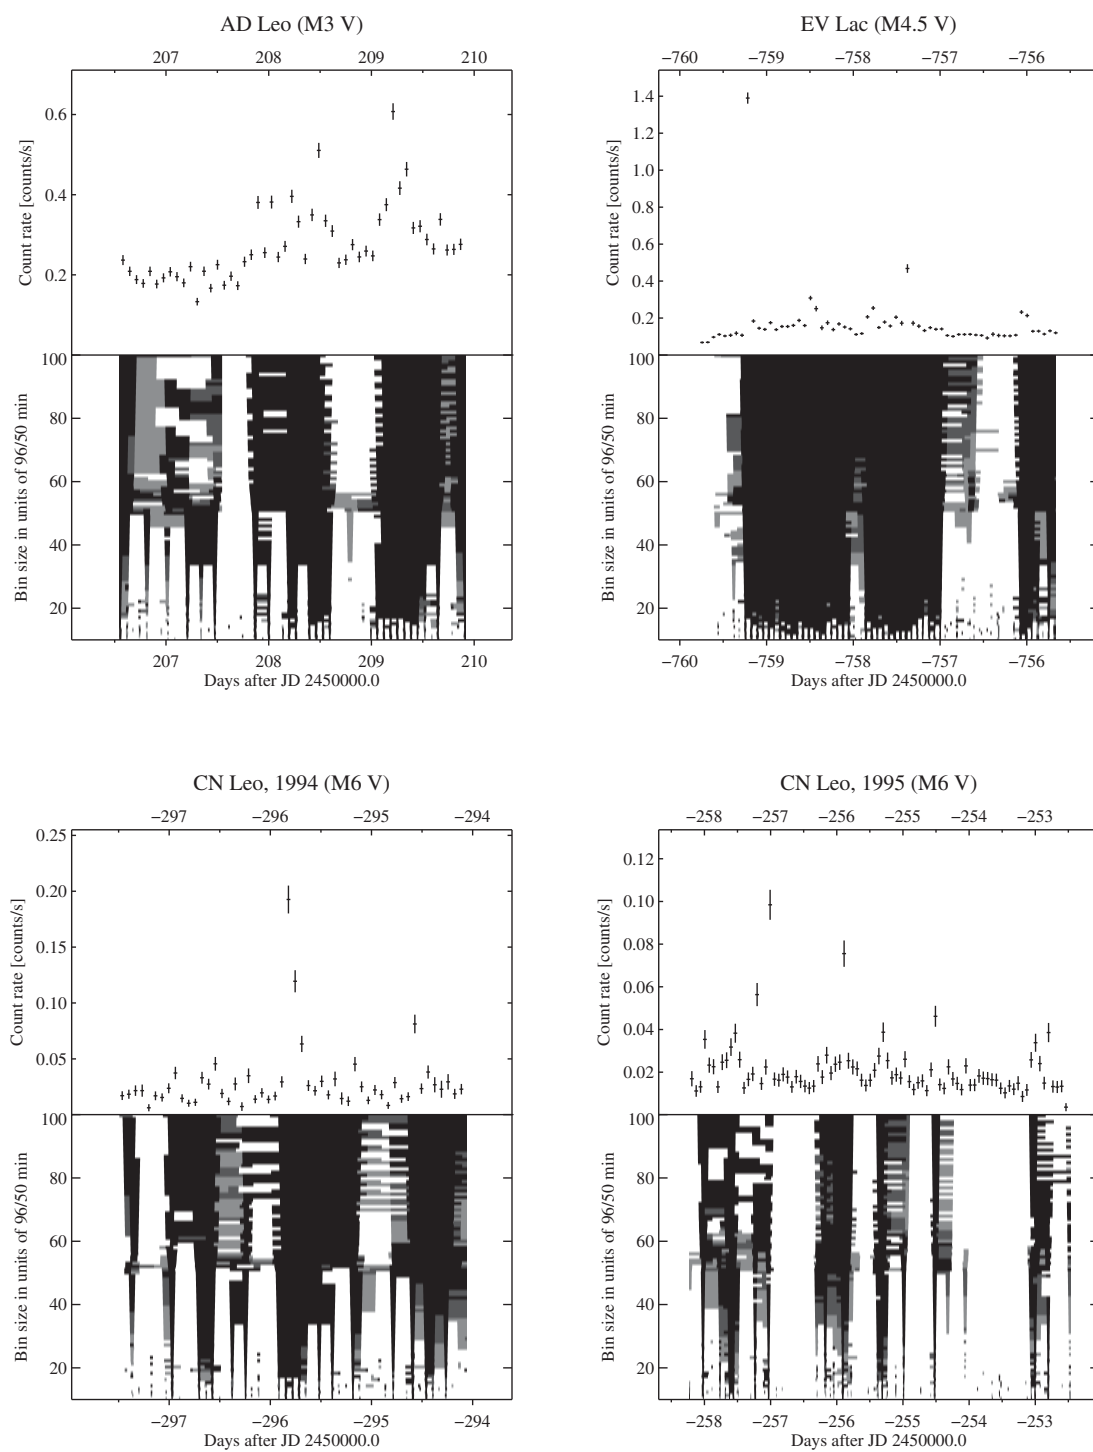 AD Leo (M3 V)
207 208 209 210
0.6
0.4
0.2
Count rate [counts/s]
100
80
60
40
20
Bin size in units of 96/50 min
207 208 209 210
Days after JD 2450000.0
EV Lac (M4.5 V)
−760 −759 −758 −757 −756
1.4
1.2
1.0
0.8
0.6
0.4
0.2
Count rate [counts/s]
100
80
60
40
20
Bin size in units of 96/50 min
−760 −759 −758 −757 −756
Days after JD 2450000.0
CN Leo, 1994 (M6 V)
−297 −296 −295 −294
0.25
0.20
0.15
0.10
0.05
Count rate [counts/s]
100
80
60
40
20
Bin size in units of 96/50 min
−297 −296 −295 −294
Days after JD 2450000.0
CN Leo, 1995 (M6 V)
−258 −257 −256 −255 −254 −253
0.12
0.10
0.08
0.06
0.04
0.02
Count rate [counts/s]
100
80
60
40
20
Bin size in units of 96/50 min
−258 −257 −256 −255 −254 −253
Days after JD 2450000.0